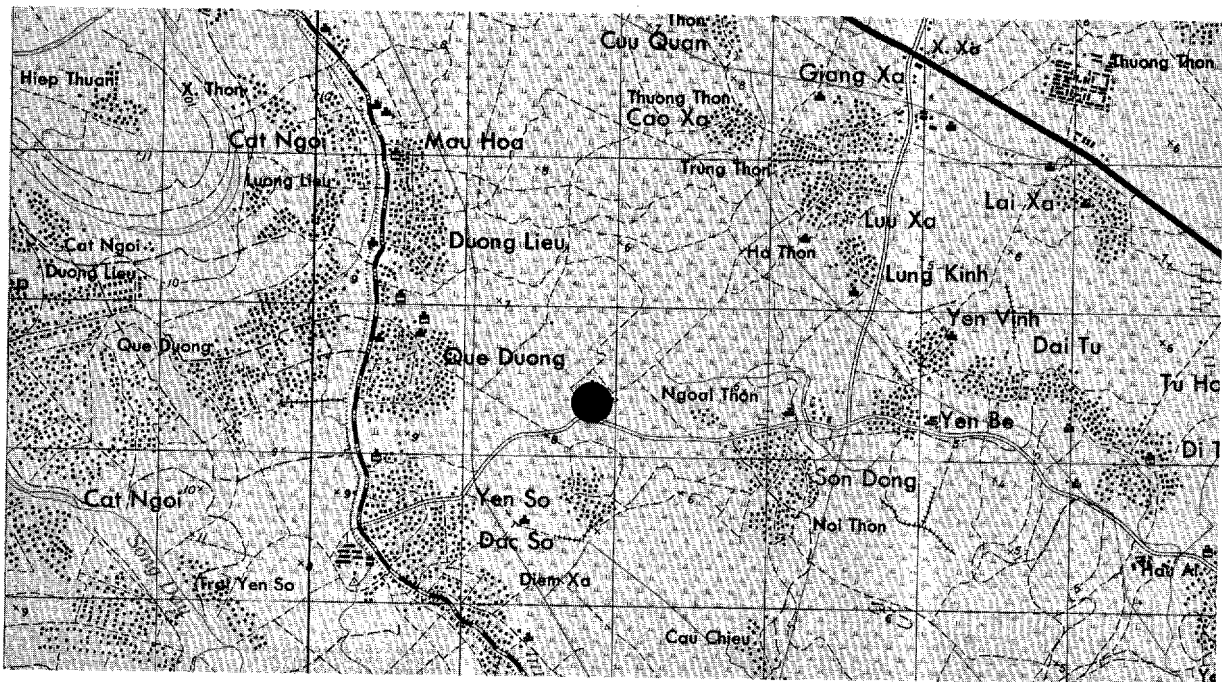 Thon
Cuu Quan
X. Xa
Thuong Thon
Giang Xa
Hiep Thuan
X. Thon
Thuong Thon
Cao Xa
Cat Ngoi
Mau Hoa
Trung Thon
Luong Lieu
Lai Xa
Luu Xa
Cat Ngoi
Duong Lieu
Duong Lieu
Ha Thon
Lung Kinh
Yen Vinh
Que Duong
Que Duong
Dai Tu
Ngoai Thon
Yen Be
Cat Ngoi
Yen So
Son Dong
Dac So
Noi Thon
Song Day
Trai Yen So
Diem Xa
Hau Ai
Cau Chieu